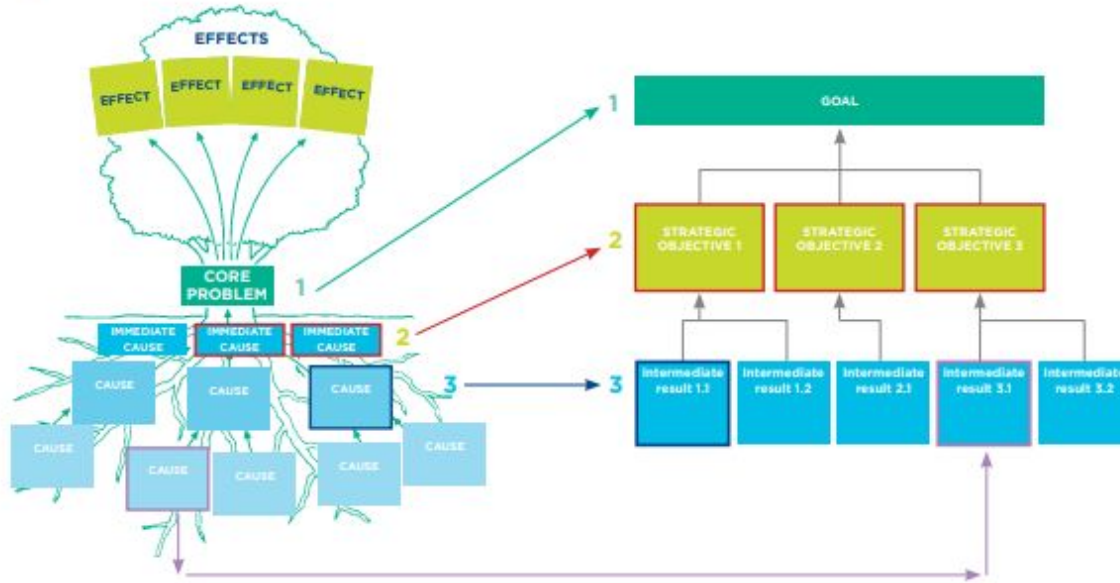 EFFECTS
EFFECT
EFFECT
EFFECT
EFFECT
CORE
PROBLEM
1
IMMEDIATE
CAUSE
IMMEDIATE
CAUSE
IMMEDIATE
CAUSE
2
CAUSE
CAUSE
CAUSE
3
CAUSE
CAUSE
CAUSE
CAUSE
CAUSE
1
GOAL
2
STRATEGIC
OBJECTIVE 1
STRATEGIC
OBJECTIVE 2
STRATEGIC
OBJECTIVE 3
3
Intermediate
result 1.1
Intermediate
result 1.2
Intermediate
result 2.1
Intermediate
result 3.1
Intermediate
result 3.2